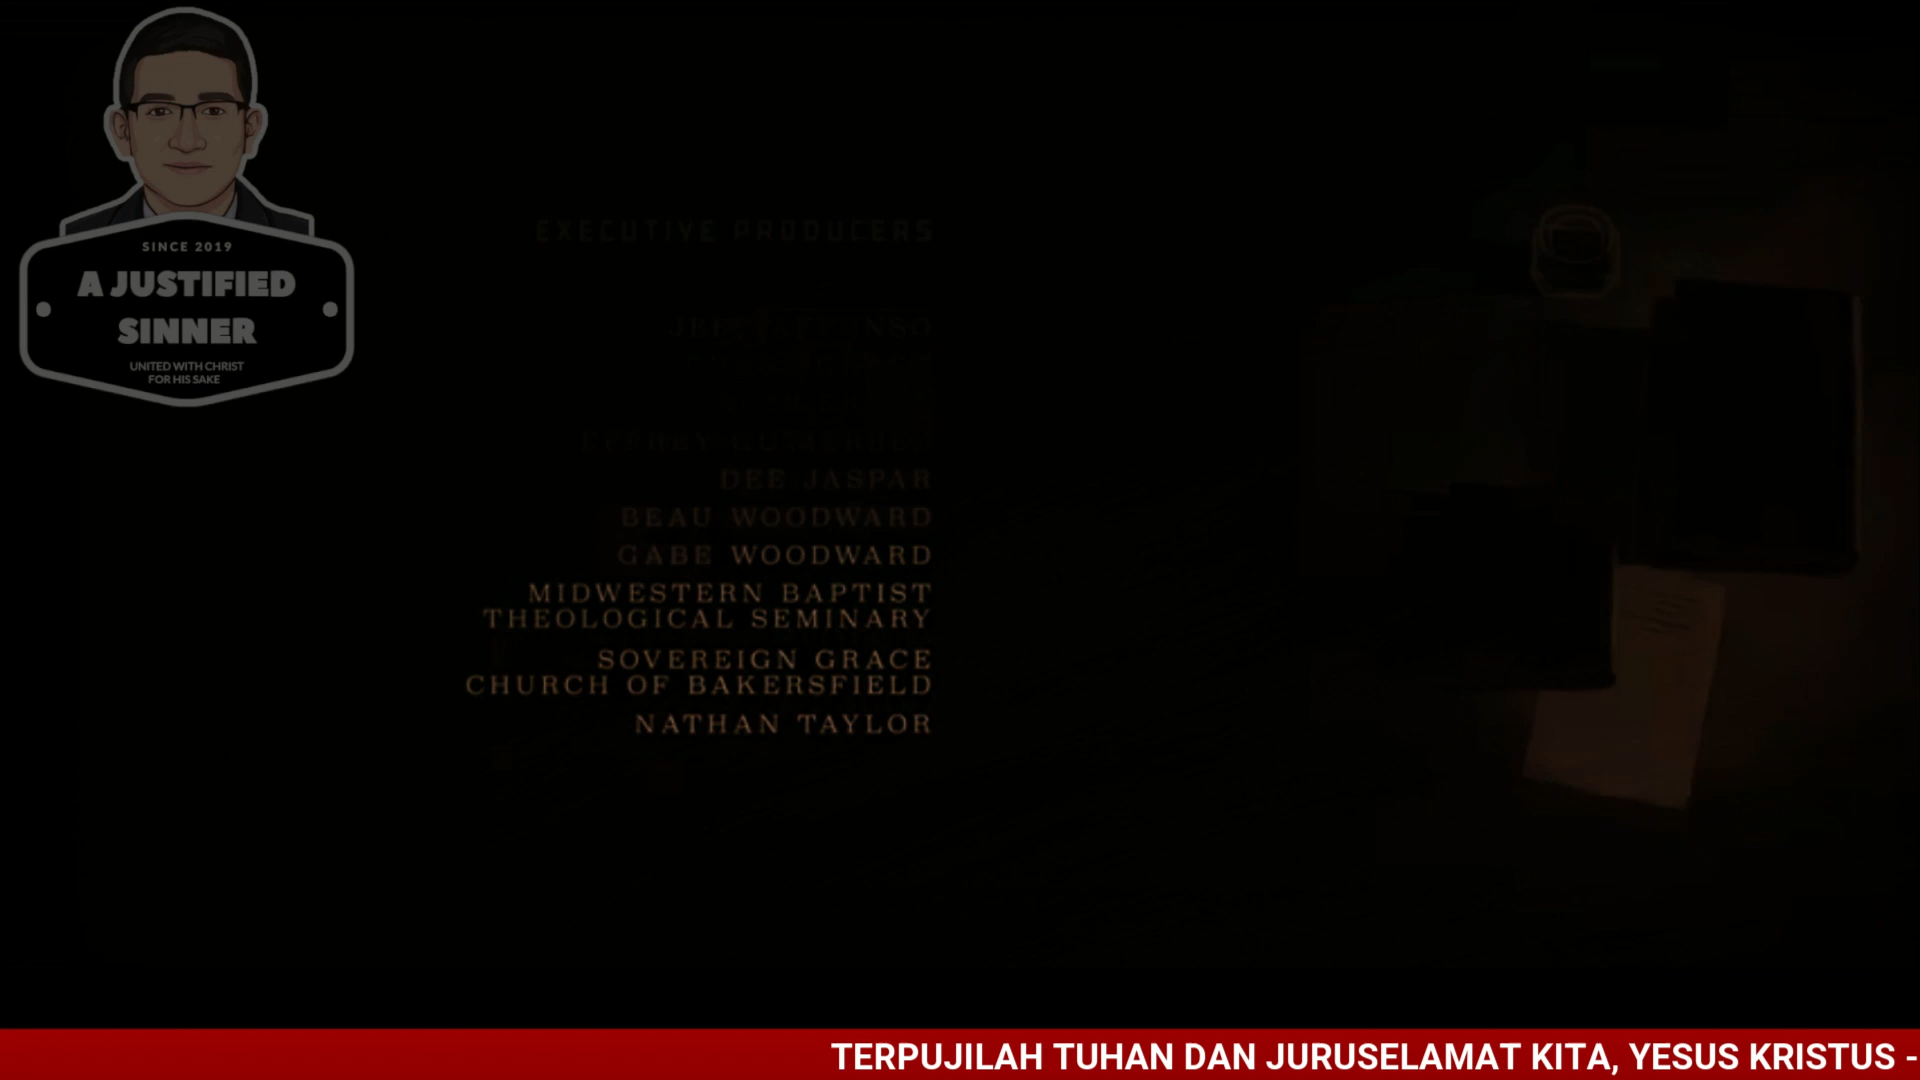 SINCE 2019
A JUSTIFIED
SINNER
UNITED WITH CHRIST
FOR HIS SAKE
EXECUTIVE PRODUCERS
DEE JASPAR
BEAU WOODWARD
GABE WOODWARD
MIDWESTERN BAPTIST
THEOLOGICAL SEMINARY
SOVEREIGN GRACE
CHURCH OF BAKERSFIELD
NATHAN TAYLOR
TERPUJILAH TUHAN DAN JURUSELAMAT KITA, YESUS KRISTUS -